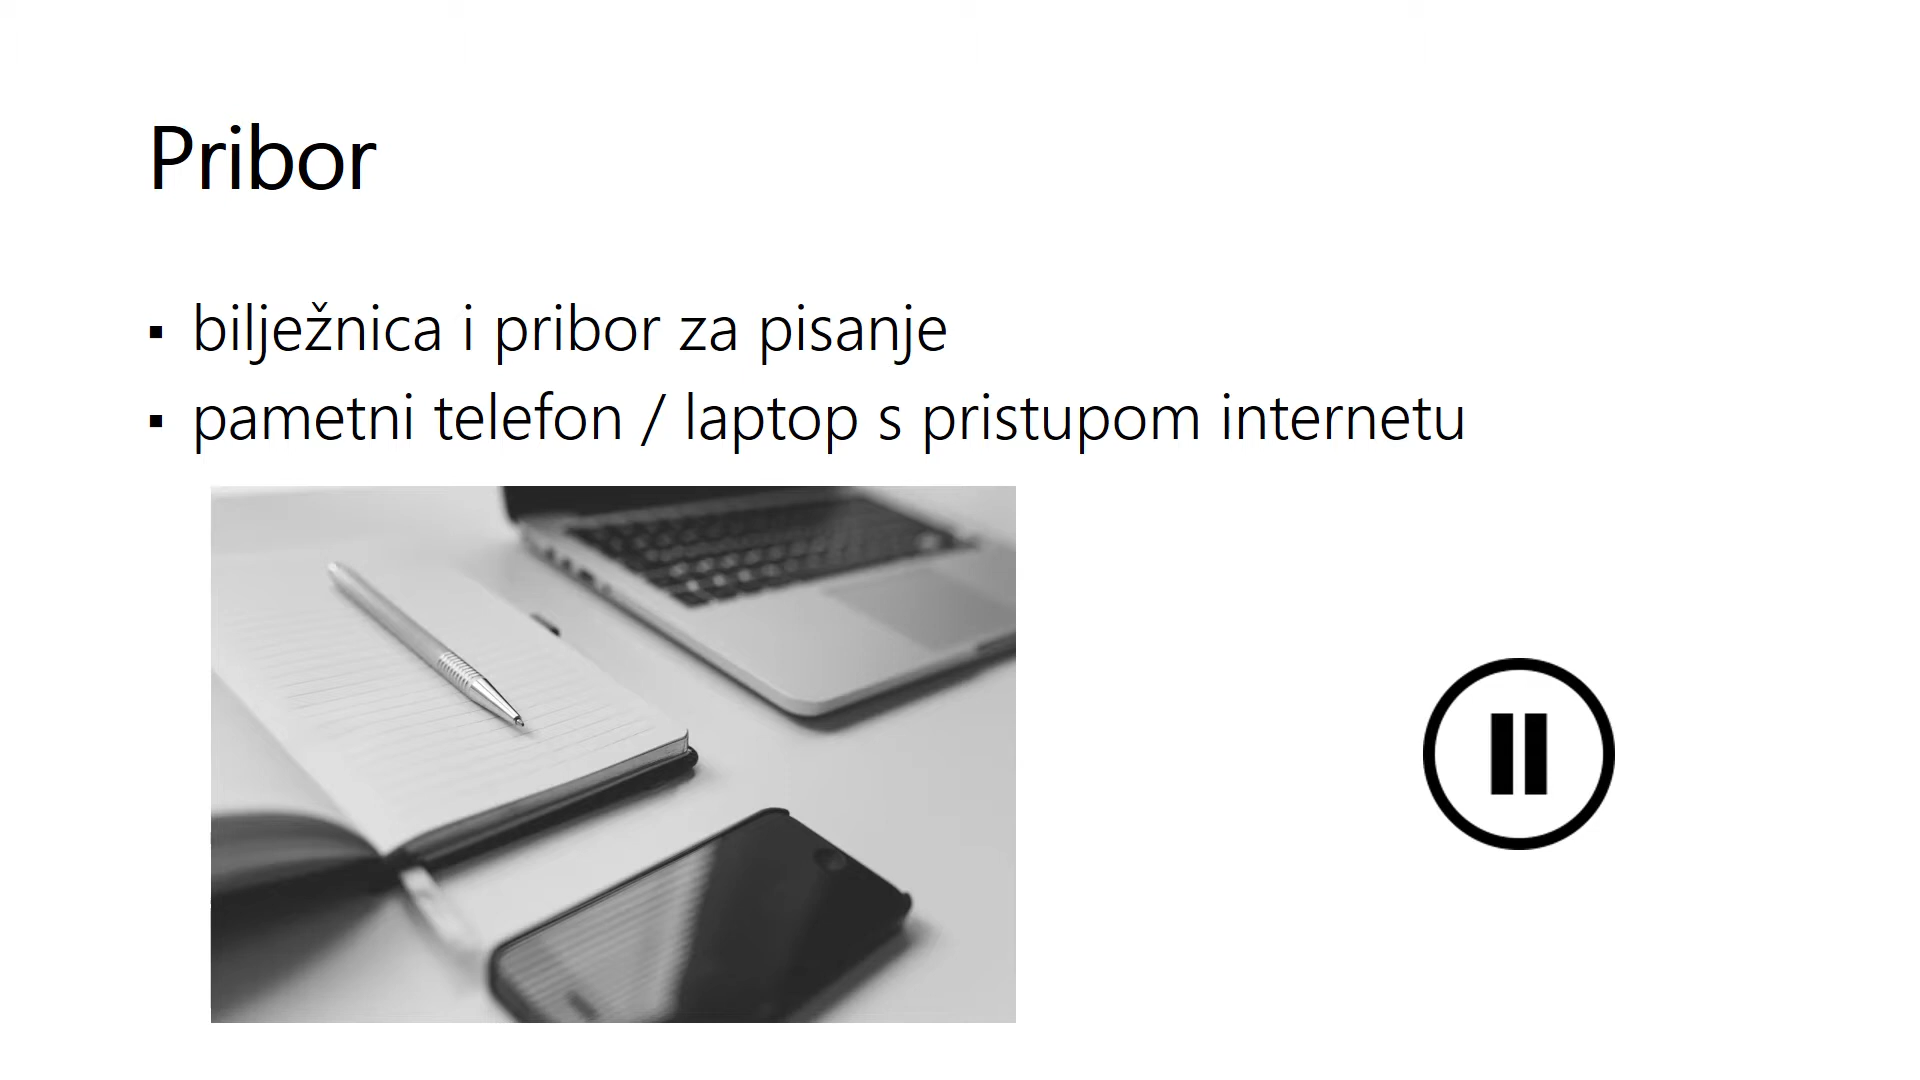 Pribor
▪ bilježnica i pribor za pisanje
▪ pametni telefon / laptop s pristupom internetu